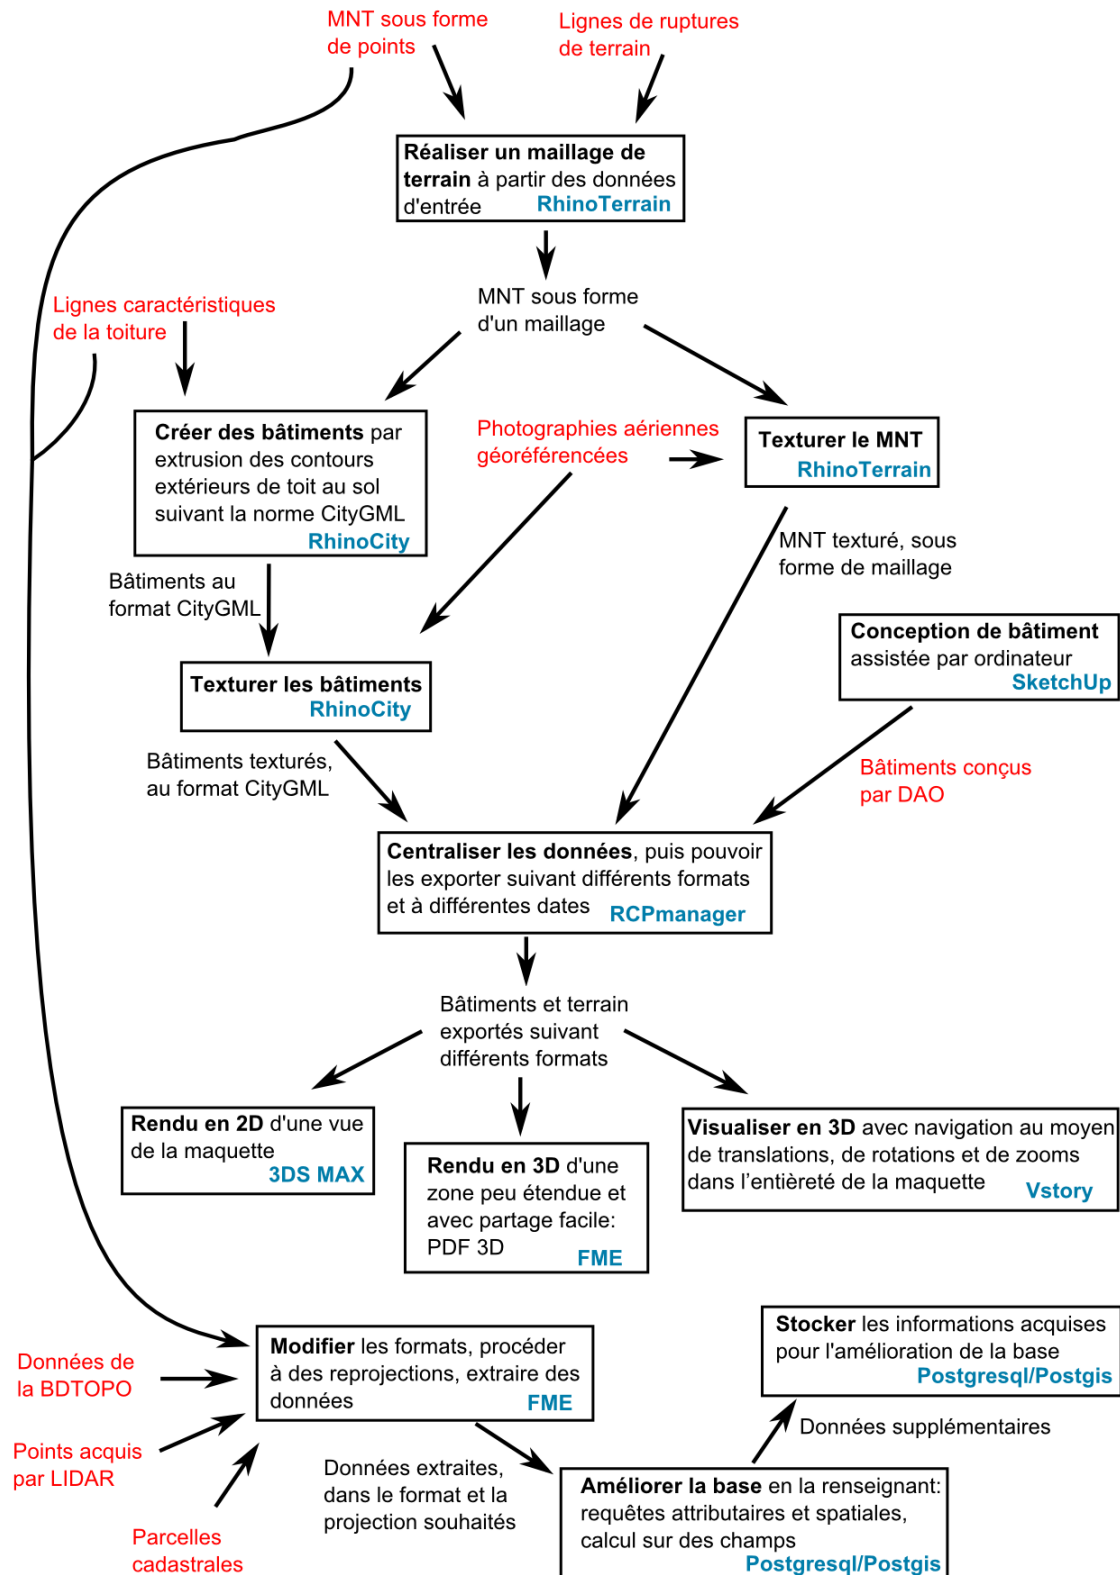 MNT sous forme
de points
Lignes de ruptures
de terrain
Réaliser un maillage de
terrain à partir des données
d'entrée RhinoTerrain
MNT sous forme
d'un maillage
Lignes caractéristiques
de la toiture
Créer des bâtiments par
extrusion des contours
extérieurs de toit au sol
suivant la norme CityGML
RhinoCity
Photographies aériennes
géoréférencées
Texturer le MNT
RhinoTerrain
MNT texturé, sous
forme de maillage
Bâtiments au
format CityGML
Conception de bâtiment
assistée par ordinateur
SketchUp
Texturer les bâtiments
RhinoCity
Bâtiments texturés,
au format CityGML
Bâtiments conçus
par DAO
Centraliser les données, puis pouvoir
les exporter suivant différents formats
et à différentes dates RCPmanager
Bâtiments et terrain
exportés suivant
différents formats
Rendu en 2D d'une vue
de la maquette
3DS MAX
Rendu en 3D d'une
zone peu étendue et
avec partage facile:
PDF 3D
FME
Visualiser en 3D avec navigation au moyen
de translations, de rotations et de zooms
dans l'entièreté de la maquette Vstory
Données de
la BDTOPO
Points acquis
par LIDAR
Parcelles
cadastrales
Modifier les formats, procéder
à des reprojections, extraire des
données FME
Données extraites,
dans le format et la
projection souhaités
Améliorer la base en la renseignant:
requêtes attributaires et spatiales,
calcul sur des champs
Postgresql/Postgis
Données supplémentaires
Stocker les informations acquises
pour l'amélioration de la base
Postgresql/Postgis